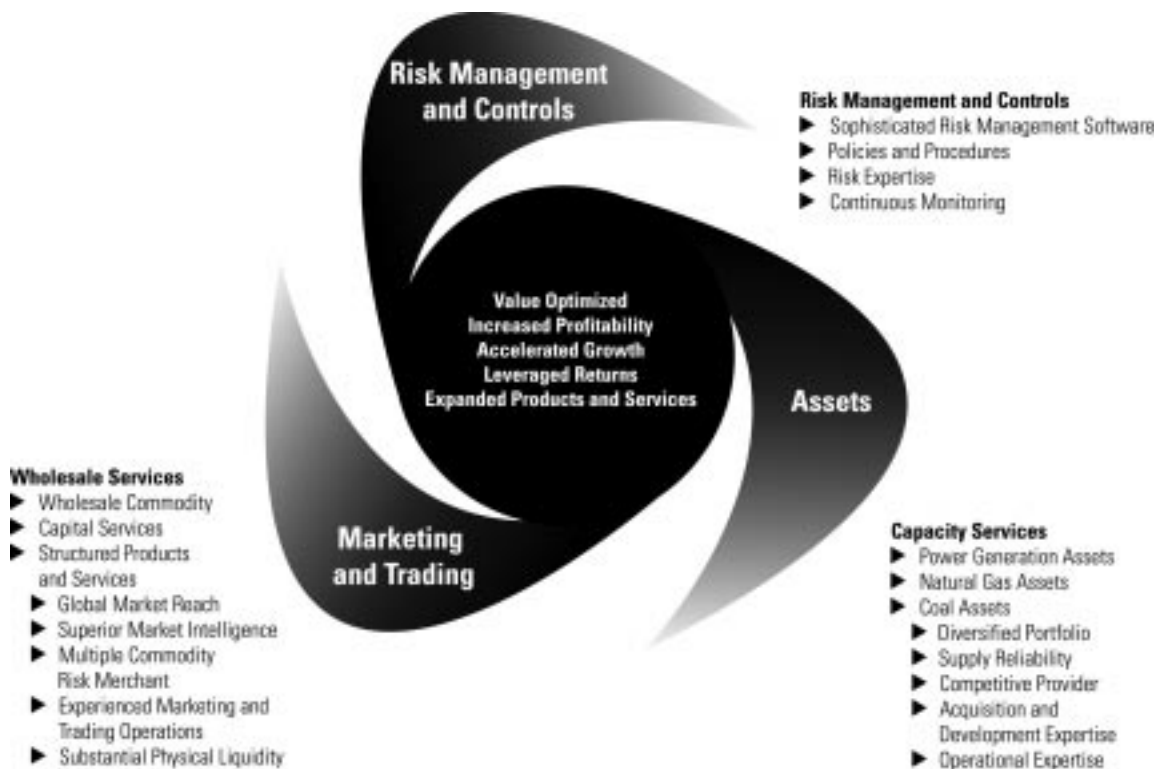 Risk Management
and Controls
Risk Management and Controls
► Sophisticated Risk Management Software
► Policies and Procedures
► Risk Expertise
► Continuous Monitoring
Value Optimized
Increased Profitability
Accelerated Growth
Leveraged Returns
Expanded Products and Services
Assets
Marketing
and Trading
Wholesale Services
► Wholesale Commodity
► Capital Services
► Structured Products
and Services
► Global Market Reach
► Superior Market Intelligence
► Multiple Commodity
Risk Merchant
► Experienced Marketing and
Trading Operations
► Substantial Physical Liquidity
Capacity Services
► Power Generation Assets
► Natural Gas Assets
► Coal Assets
► Diversified Portfolio
► Supply Reliability
► Competitive Provider
► Acquisition and
Development Expertise
► Operational Expertise